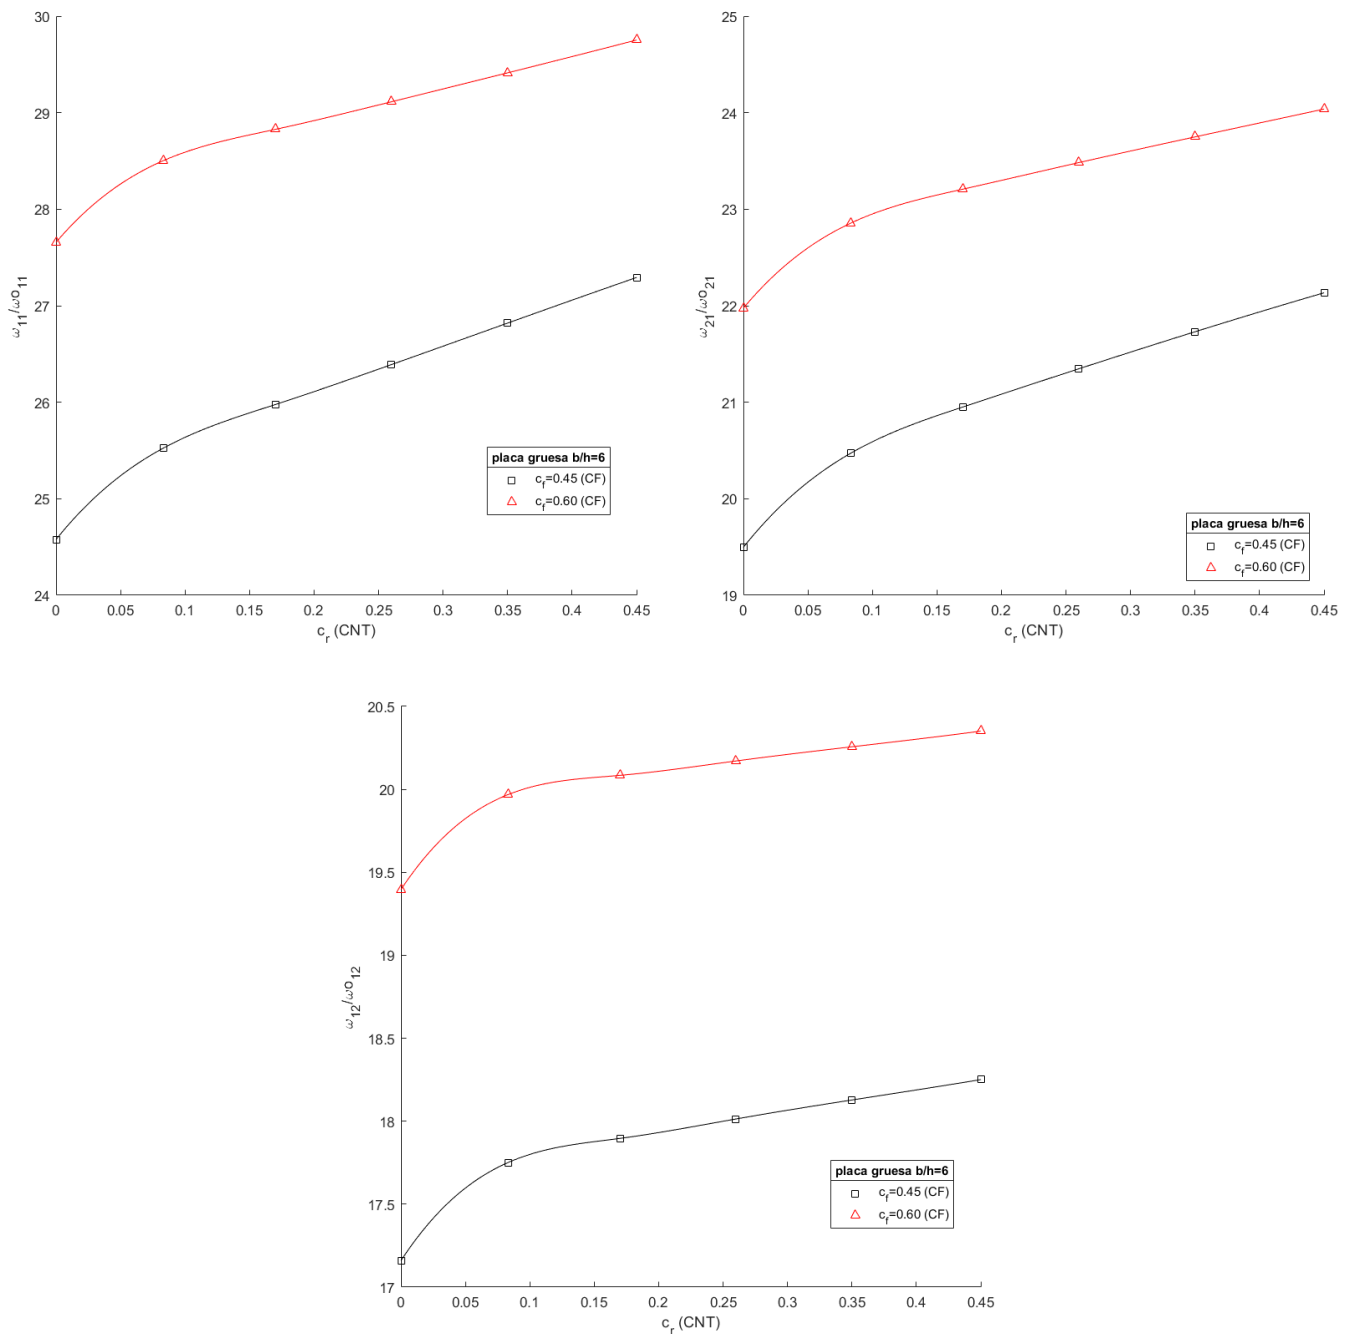 30
29
28
27
26
25
24
ω11/ωo11
0 0.05 0.1 0.15 0.2 0.25 0.3 0.35 0.4 0.45
cr (CNT)
placa gruesa b/h=6
cf=0.45 (CF)
cf=0.60 (CF)
25
24
23
22
21
20
19
ω21/ωo21
0 0.05 0.1 0.15 0.2 0.25 0.3 0.35 0.4 0.45
cr (CNT)
placa gruesa b/h=6
cf=0.45 (CF)
cf=0.60 (CF)
20.5
20
19.5
19
18.5
18
17.5
17
ω12/ωo12
0 0.05 0.1 0.15 0.2 0.25 0.3 0.35 0.4 0.45
cr (CNT)
placa gruesa b/h=6
cf=0.45 (CF)
cf=0.60 (CF)